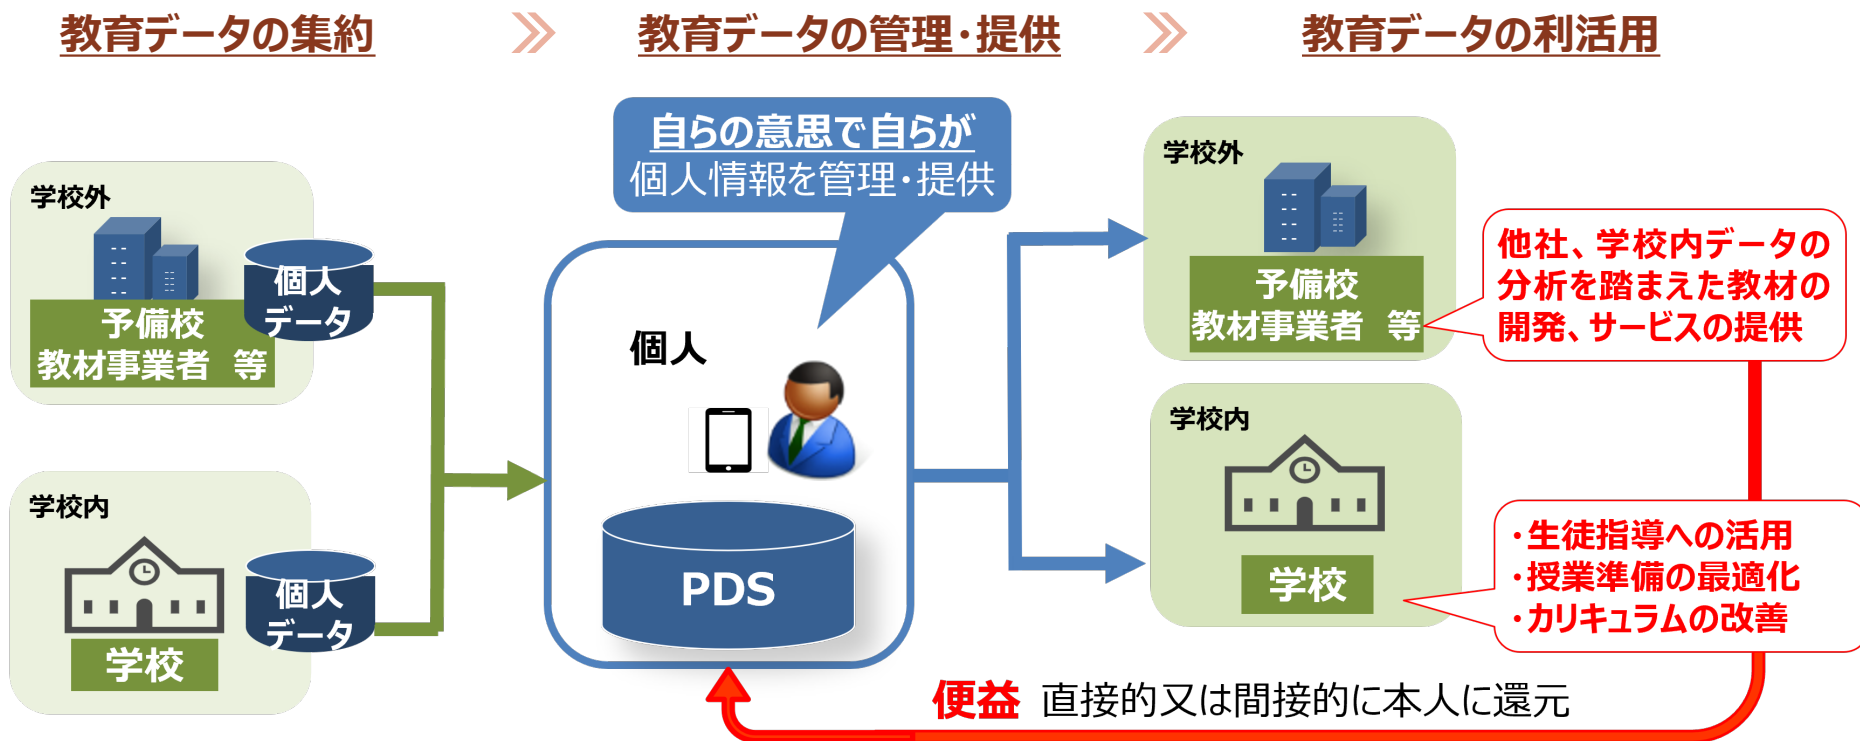 教育データの集約
教育データの管理・提供
教育データの利活用
学校外
個人
データ
予備校
教材事業者 等
学校内
個人
データ
学校
自らの意思で自らが
個人情報を管理・提供
個人
PDS
学校外
予備校
教材事業者 等
他社、学校内データの
分析を踏まえた教材の
開発、サービスの提供
学校内
学校
・生徒指導への活用
・授業準備の最適化
・カリキュラムの改善
便益 直接的又は間接的に本人に還元